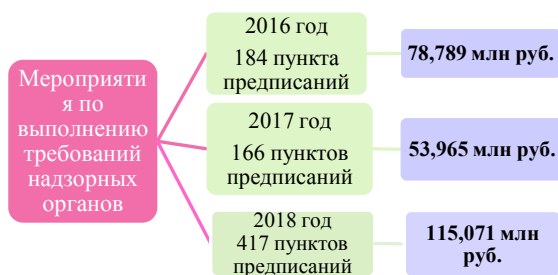 Мероприяти
я по
выполнению
требований
надзорных
органов
2016 год
184 пункта
предписаний
78,789 млн руб.
2017 год
166 пунктов
предписаний
53,965 млн руб.
2018 год
417 пунктов
предписаний
115,071 млн
руб.